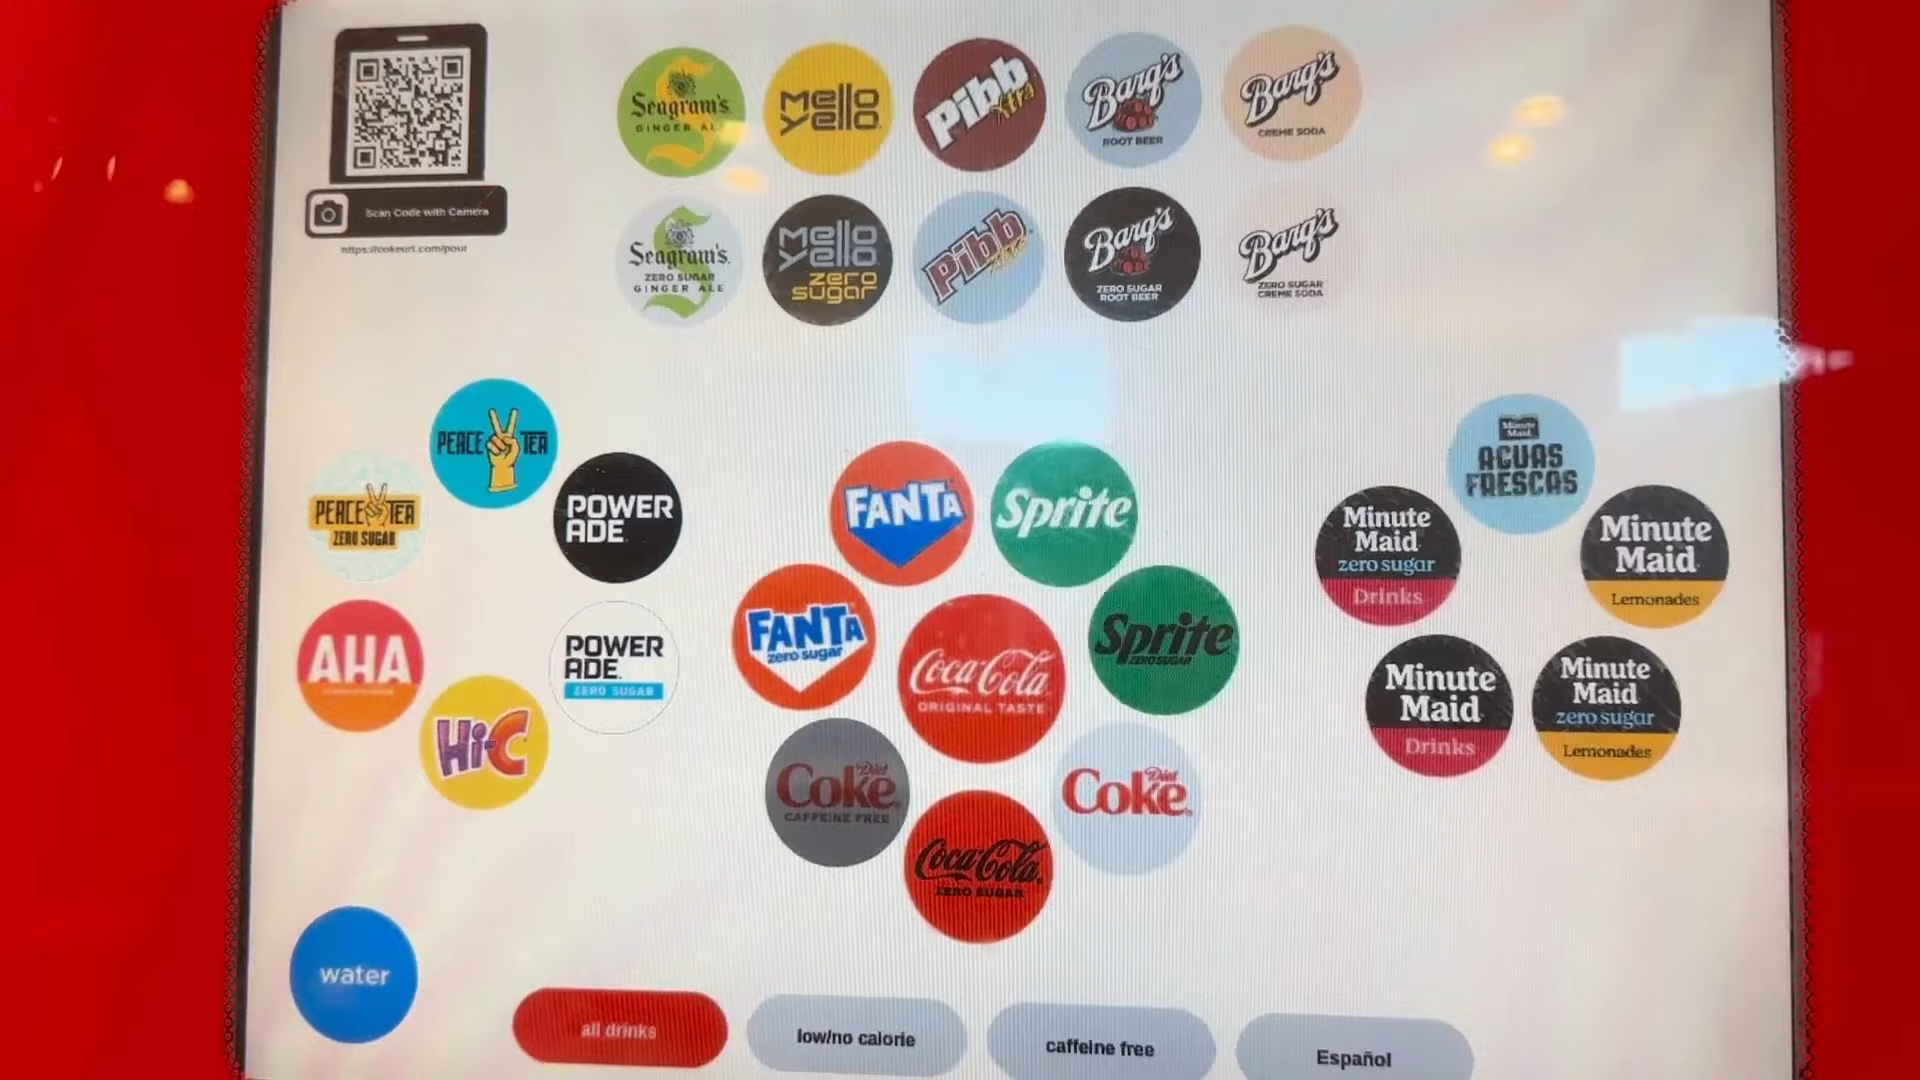 Scan Code with Camera
https://cokeurl.com/pour
Seagram's
GINGER ALE
Mello
Yello
Pibb
Xtra
Barq's
ROOT BEER
Barq's
CREME SODA
Seagram's
ZERO SUGAR
GINGER ALE
Mello
Yello
zero
sugar
Pibb
Barq's
ZERO SUGAR
ROOT BEER
Barq's
ZERO SUGAR
CREME SODA
PEACE TEA
PEACE TEA
ZERO SUGAR
POWER
ADE
AHA
POWER
ADE
ZERO SUGAR
Hi-C
FANTA
Sprite
FANTA
zero sugar
Coca-Cola
ORIGINAL TASTE
Sprite
ZERO SUGAR
Diet
Coke
CAFFEINE FREE
Diet
Coke
Coca-Cola
ZERO SUGAR
Minute
Maid
AGUAS
FRESCAS
Minute
Maid
zero sugar
Drinks
Minute
Maid
Lemonades
Minute
Maid
Drinks
Minute
Maid
zero sugar
Lemonades
water
all drinks
low/no calorie
caffeine free
Español